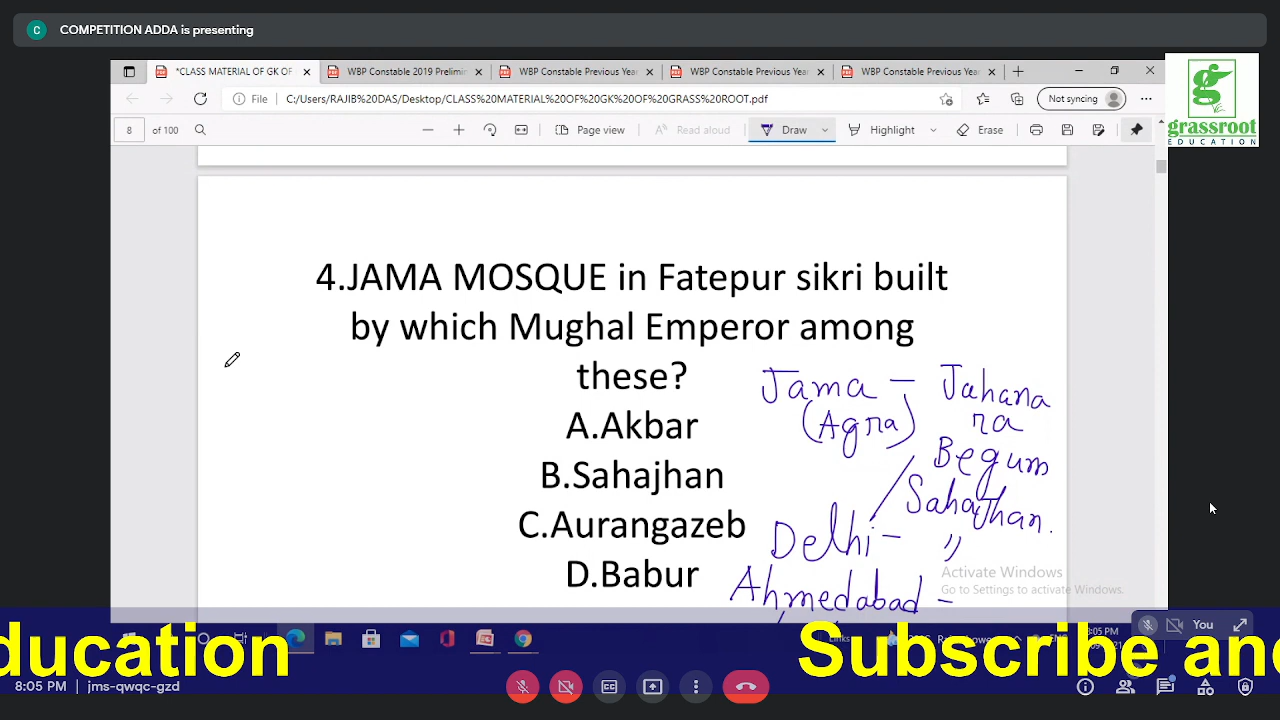 C COMPETITION ADDA is presenting
*CLASS MATERIAL OF GK OF
WBP Constable 2019 Prelimin
WBP Constable Previous Year
WBP Constable Previous Year
WBP Constable Previous Year
File C:/Users/RAJIB%20DAS/Desktop/CLASS%20MATERIAL%20OF%20GK%20OF%20GRASS%20ROOT.pdf
Not syncing
8 of 100
Page view
Read aloud
Draw
Highlight
Erase
grassroot
EDUCATION
4.JAMA MOSQUE in Fatepur sikri built
by which Mughal Emperor among
these?
A.Akbar
B.Sahajhan
C.Aurangazeb
D.Babur
Jama - Jahana
(Agra) ra
Begum
Sahajhan.
Delhi - "
Ahmedabad -
Activate Windows
Go to Settings to activate Windows.
Links
ducation
Subscribe and
You
8:05 PM jms-qwqc-gzd
CC